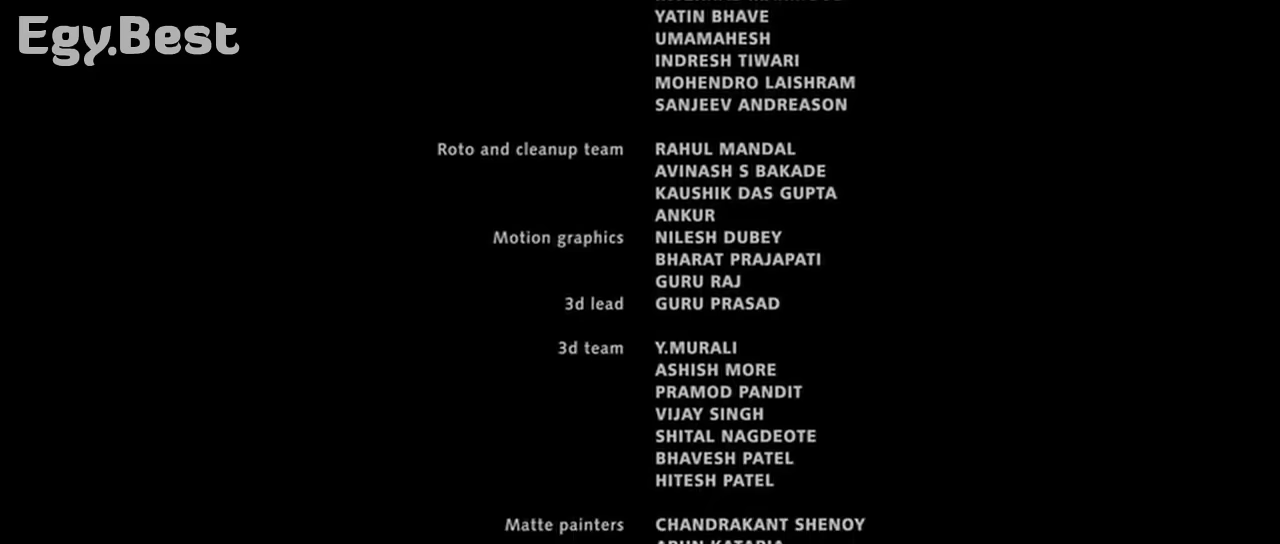 Egy.Best
YATIN BHAVE
UMAMAHESH
INDRESH TIWARI
MOHENDRO LAISHRAM
SANJEEV ANDREASON
Roto and cleanup team RAHUL MANDAL
AVINASH S BAKADE
KAUSHIK DAS GUPTA
ANKUR
Motion graphics NILESH DUBEY
BHARAT PRAJAPATI
GURU RAJ
3d lead GURU PRASAD
3d team Y.MURALI
ASHISH MORE
PRAMOD PANDIT
VIJAY SINGH
SHITAL NAGDEOTE
BHAVESH PATEL
HITESH PATEL
Matte painters CHANDRAKANT SHENOY